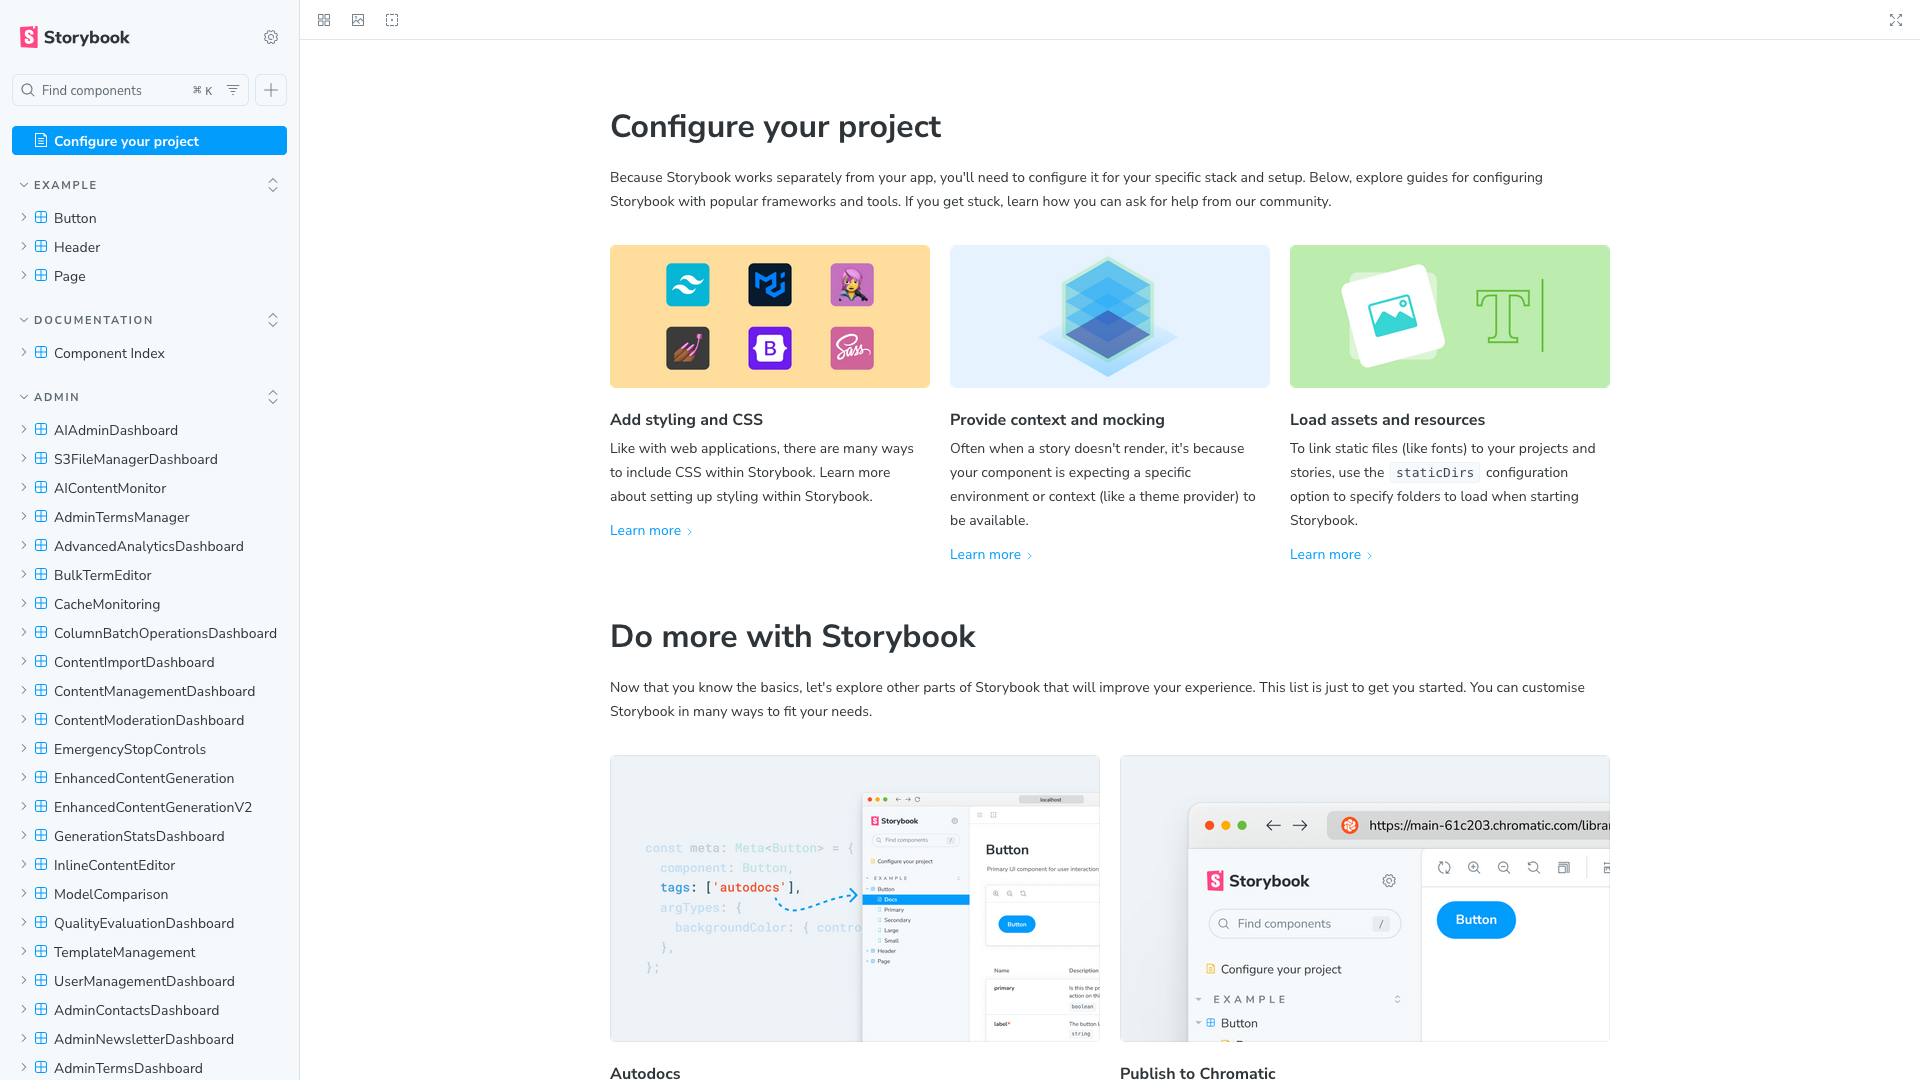 Storybook
Find components
⌘ K
Configure your project
EXAMPLE
Button
Header
Page
DOCUMENTATION
Component Index
ADMIN
AIAdminDashboard
S3FileManagerDashboard
AIContentMonitor
AdminTermsManager
AdvancedAnalyticsDashboard
BulkTermEditor
CacheMonitoring
ColumnBatchOperationsDashboard
ContentImportDashboard
ContentManagementDashboard
ContentModerationDashboard
EmergencyStopControls
EnhancedContentGeneration
EnhancedContentGenerationV2
GenerationStatsDashboard
InlineContentEditor
ModelComparison
QualityEvaluationDashboard
TemplateManagement
UserManagementDashboard
AdminContactsDashboard
AdminNewsletterDashboard
AdminTermsDashboard
Configure your project
Because Storybook works separately from your app, you'll need to configure it for your specific stack and setup. Below, explore guides for configuring
Storybook with popular frameworks and tools. If you get stuck, learn how you can ask for help from our community.
B
Sass
T
Add styling and CSS
Like with web applications, there are many ways
to include CSS within Storybook. Learn more
about setting up styling within Storybook.
Learn more
Provide context and mocking
Often when a story doesn't render, it's because
your component is expecting a specific
environment or context (like a theme provider) to
be available.
Learn more
Load assets and resources
To link static files (like fonts) to your projects and
stories, use the staticDirs configuration
option to specify folders to load when starting
Storybook.
Learn more
Do more with Storybook
Now that you know the basics, let's explore other parts of Storybook that will improve your experience. This list is just to get you started. You can customise
Storybook in many ways to fit your needs.
const meta: Meta<Button> = {
component: Button,
tags: ['autodocs'],
argTypes: {
backgroundColor: { contro
},
};
localhost
Storybook
Find components
/
Configure your project
EXAMPLE
Button
Docs
Primary
Secondary
Large
Small
Header
Page
Button
Primary UI component for user interaction
Button
Name
Description
primary
Is this the pr
action on thi
boolean
label*
The button l
string
https://main-61c203.chromatic.com/librar
Storybook
Find components
/
Configure your project
EXAMPLE
Button
Button
Autodocs
Publish to Chromatic